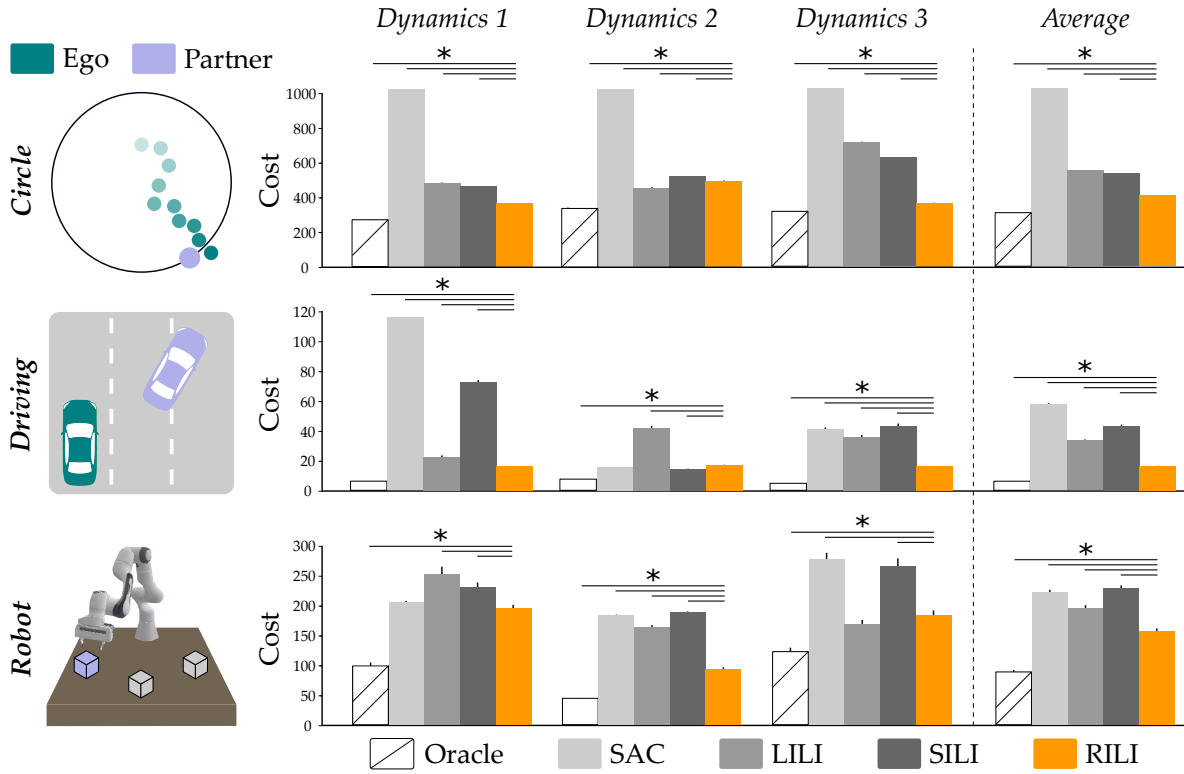 Dynamics 1 Dynamics 2 Dynamics 3 Average
Ego Partner
* * * *
Circle
Cost
1000
800
600
400
200
0
* * * *
Driving
Cost
120
100
80
60
40
20
0
* * * *
Robot
Cost
300
250
200
150
100
50
0
Oracle SAC LILI SILI RILI